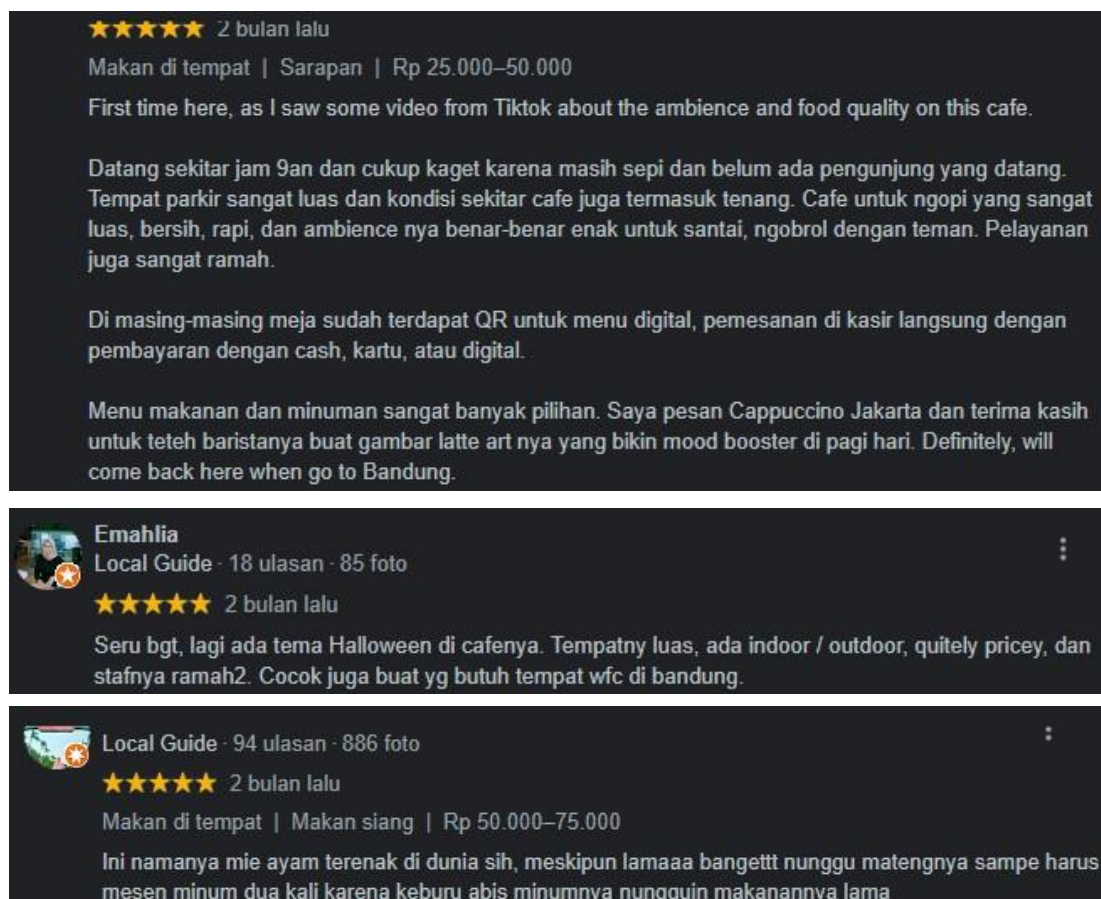 2 bulan lalu
Makan di tempat | Sarapan | Rp 25.000–50.000
First time here, as I saw some video from Tiktok about the ambience and food quality on this cafe.
Datang sekitar jam 9an dan cukup kaget karena masih sepi dan belum ada pengunjung yang datang.
Tempat parkir sangat luas dan kondisi sekitar cafe juga termasuk tenang. Cafe untuk ngopi yang sangat
luas, bersih, rapi, dan ambience nya benar-benar enak untuk santai, ngobrol dengan teman. Pelayanan
juga sangat ramah.
Di masing-masing meja sudah terdapat QR untuk menu digital, pemesanan di kasir langsung dengan
pembayaran dengan cash, kartu, atau digital.
Menu makanan dan minuman sangat banyak pilihan. Saya pesan Cappuccino Jakarta dan terima kasih
untuk teteh baristanya buat gambar latte art nya yang bikin mood booster di pagi hari. Definitely, will
come back here when go to Bandung.
Emahlia
Local Guide · 18 ulasan · 85 foto
2 bulan lalu
Seru bgt, lagi ada tema Halloween di cafenya. Tempatny luas, ada indoor / outdoor, quitely pricey, dan
stafnya ramah2. Cocok juga buat yg butuh tempat wfc di bandung.
Local Guide · 94 ulasan · 886 foto
2 bulan lalu
Makan di tempat | Makan siang | Rp 50.000–75.000
Ini namanya mie ayam terenak di dunia sih, meskipun lamaaa bangettt nunggu matengnya sampe harus
mesen minum dua kali karena keburu abis minumnya nungguin makanannya lama